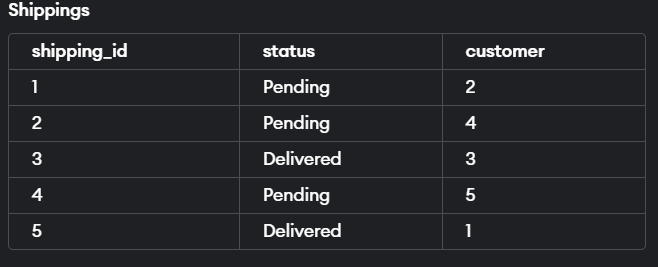 Shippings
shipping_id status customer
1 Pending 2
2 Pending 4
3 Delivered 3
4 Pending 5
5 Delivered 1